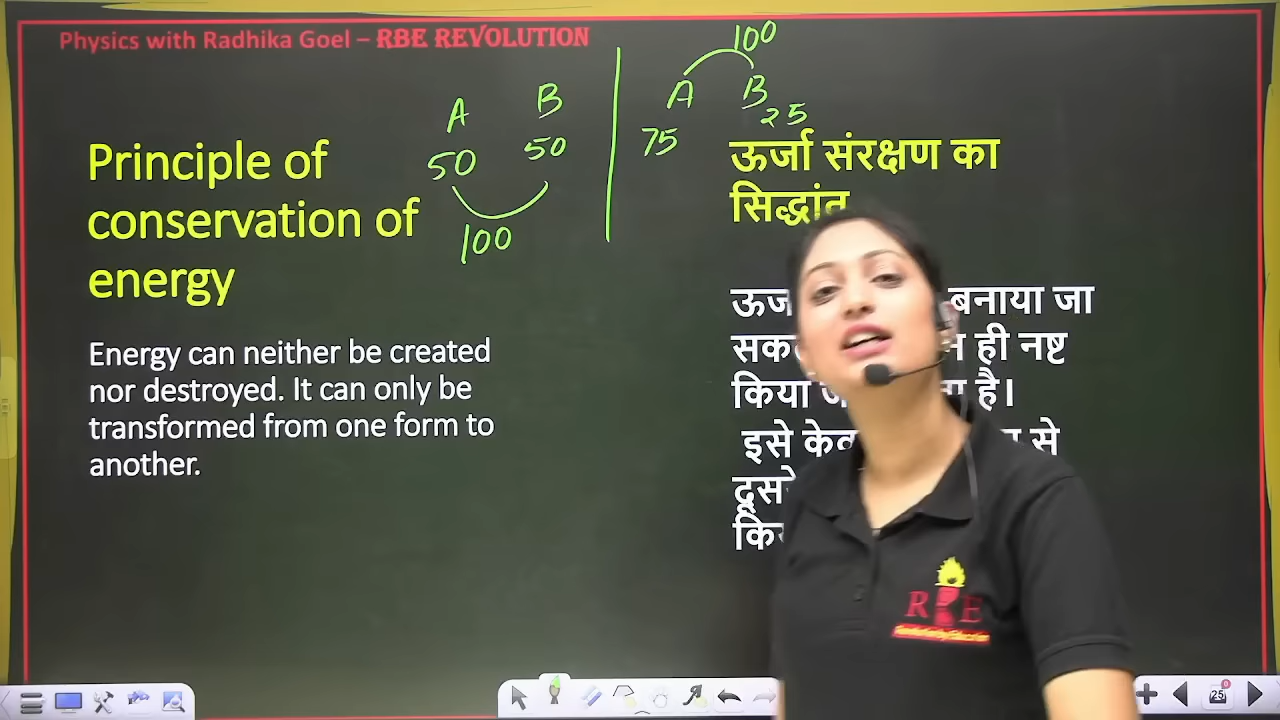 Physics with Radhika Goel – RBE REVOLUTION
A B
50 50
100
100
A B
75 25
Principle of
conservation of
energy
Energy can neither be created
nor destroyed. It can only be
transformed from one form to
another.
ऊर्जा संरक्षण का
सिद्धांत
बनाया जा
ही नष्ट
किया है।
इसे से
R B E
25